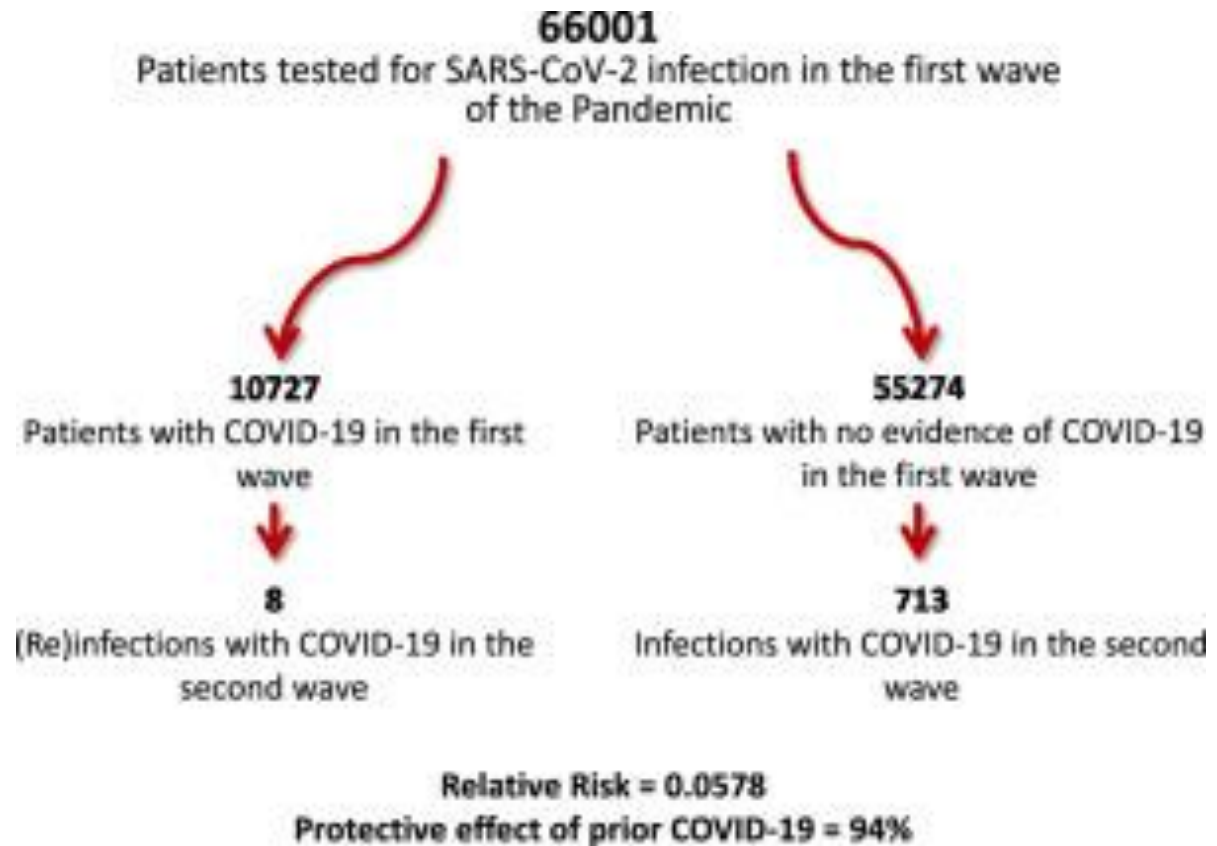 66001
Patients tested for SARS-CoV-2 infection in the first wave
of the Pandemic
10727
Patients with COVID-19 in the first
wave
55274
Patients with no evidence of COVID-19
in the first wave
8
(Re)infections with COVID-19 in the
second wave
713
Infections with COVID-19 in the second
wave
Relative Risk = 0.0578
Protective effect of prior COVID-19 = 94%